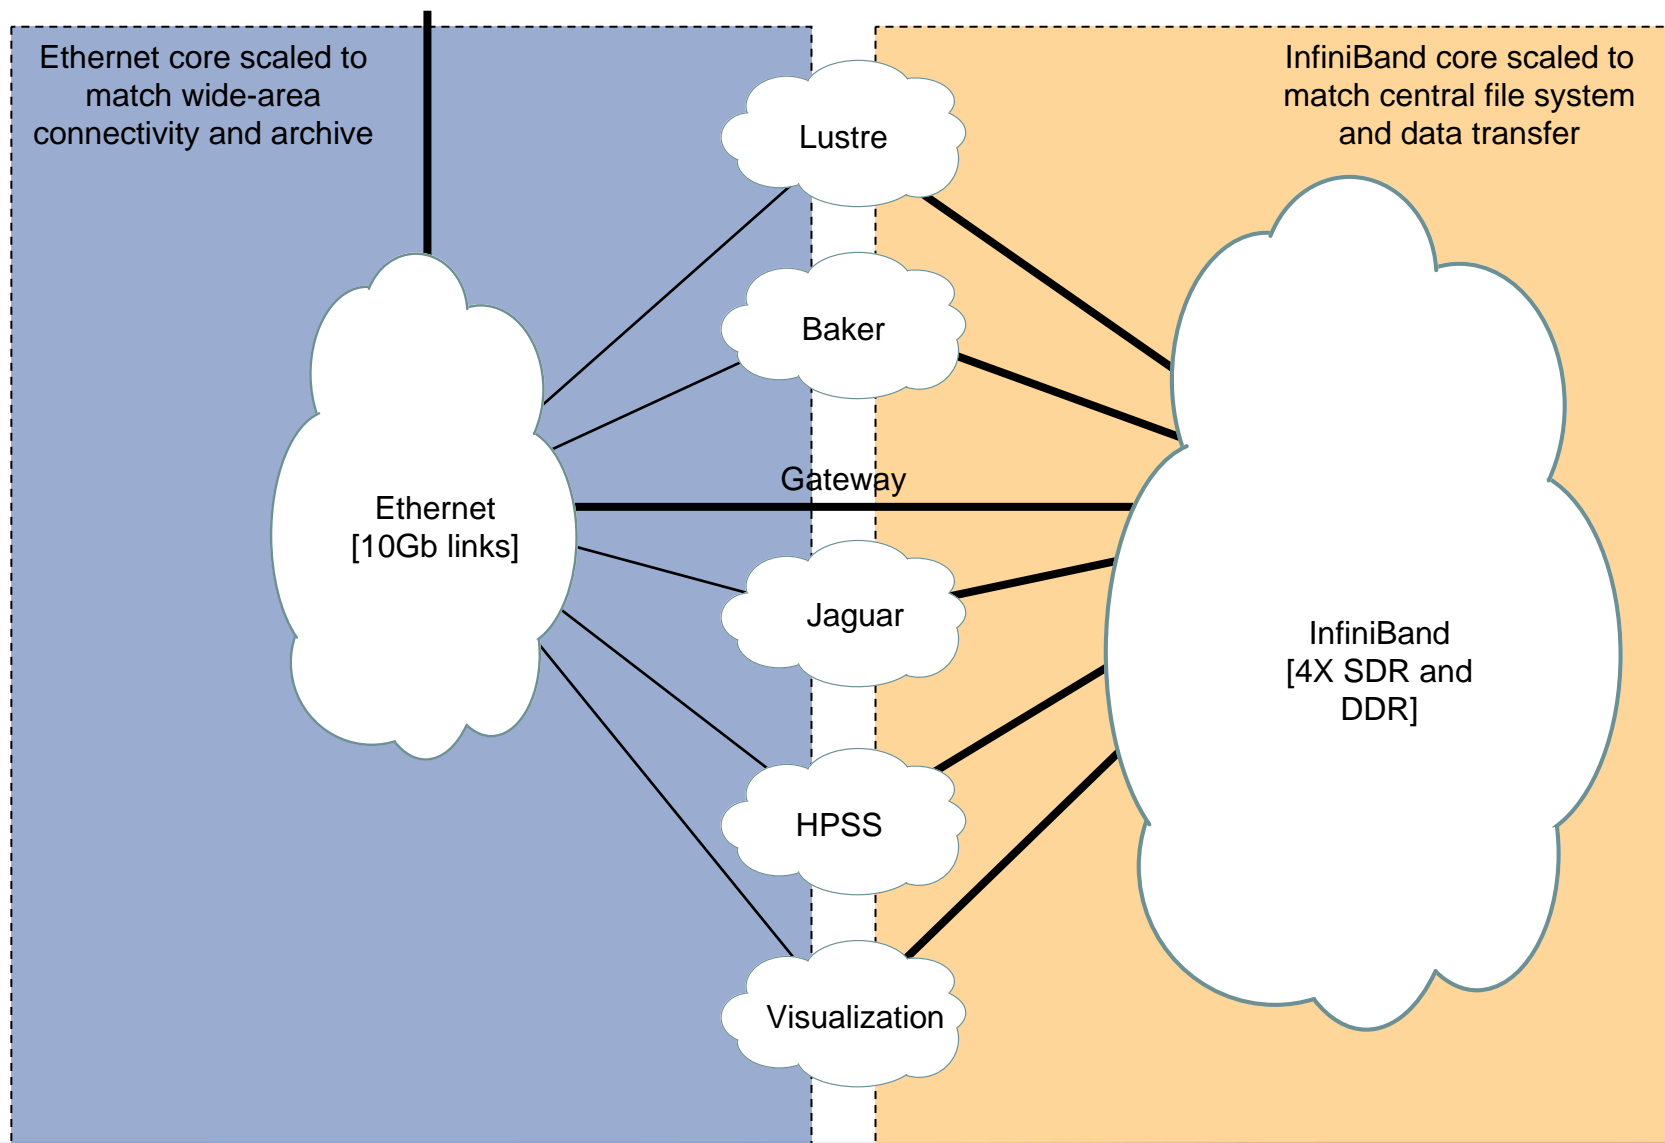 Ethernet core scaled to
match wide-area
connectivity and archive
InfiniBand core scaled to
match central file system
and data transfer
Lustre
Baker
Gateway
Ethernet
[10Gb links]
Jaguar
InfiniBand
[4X SDR and
DDR]
HPSS
Visualization